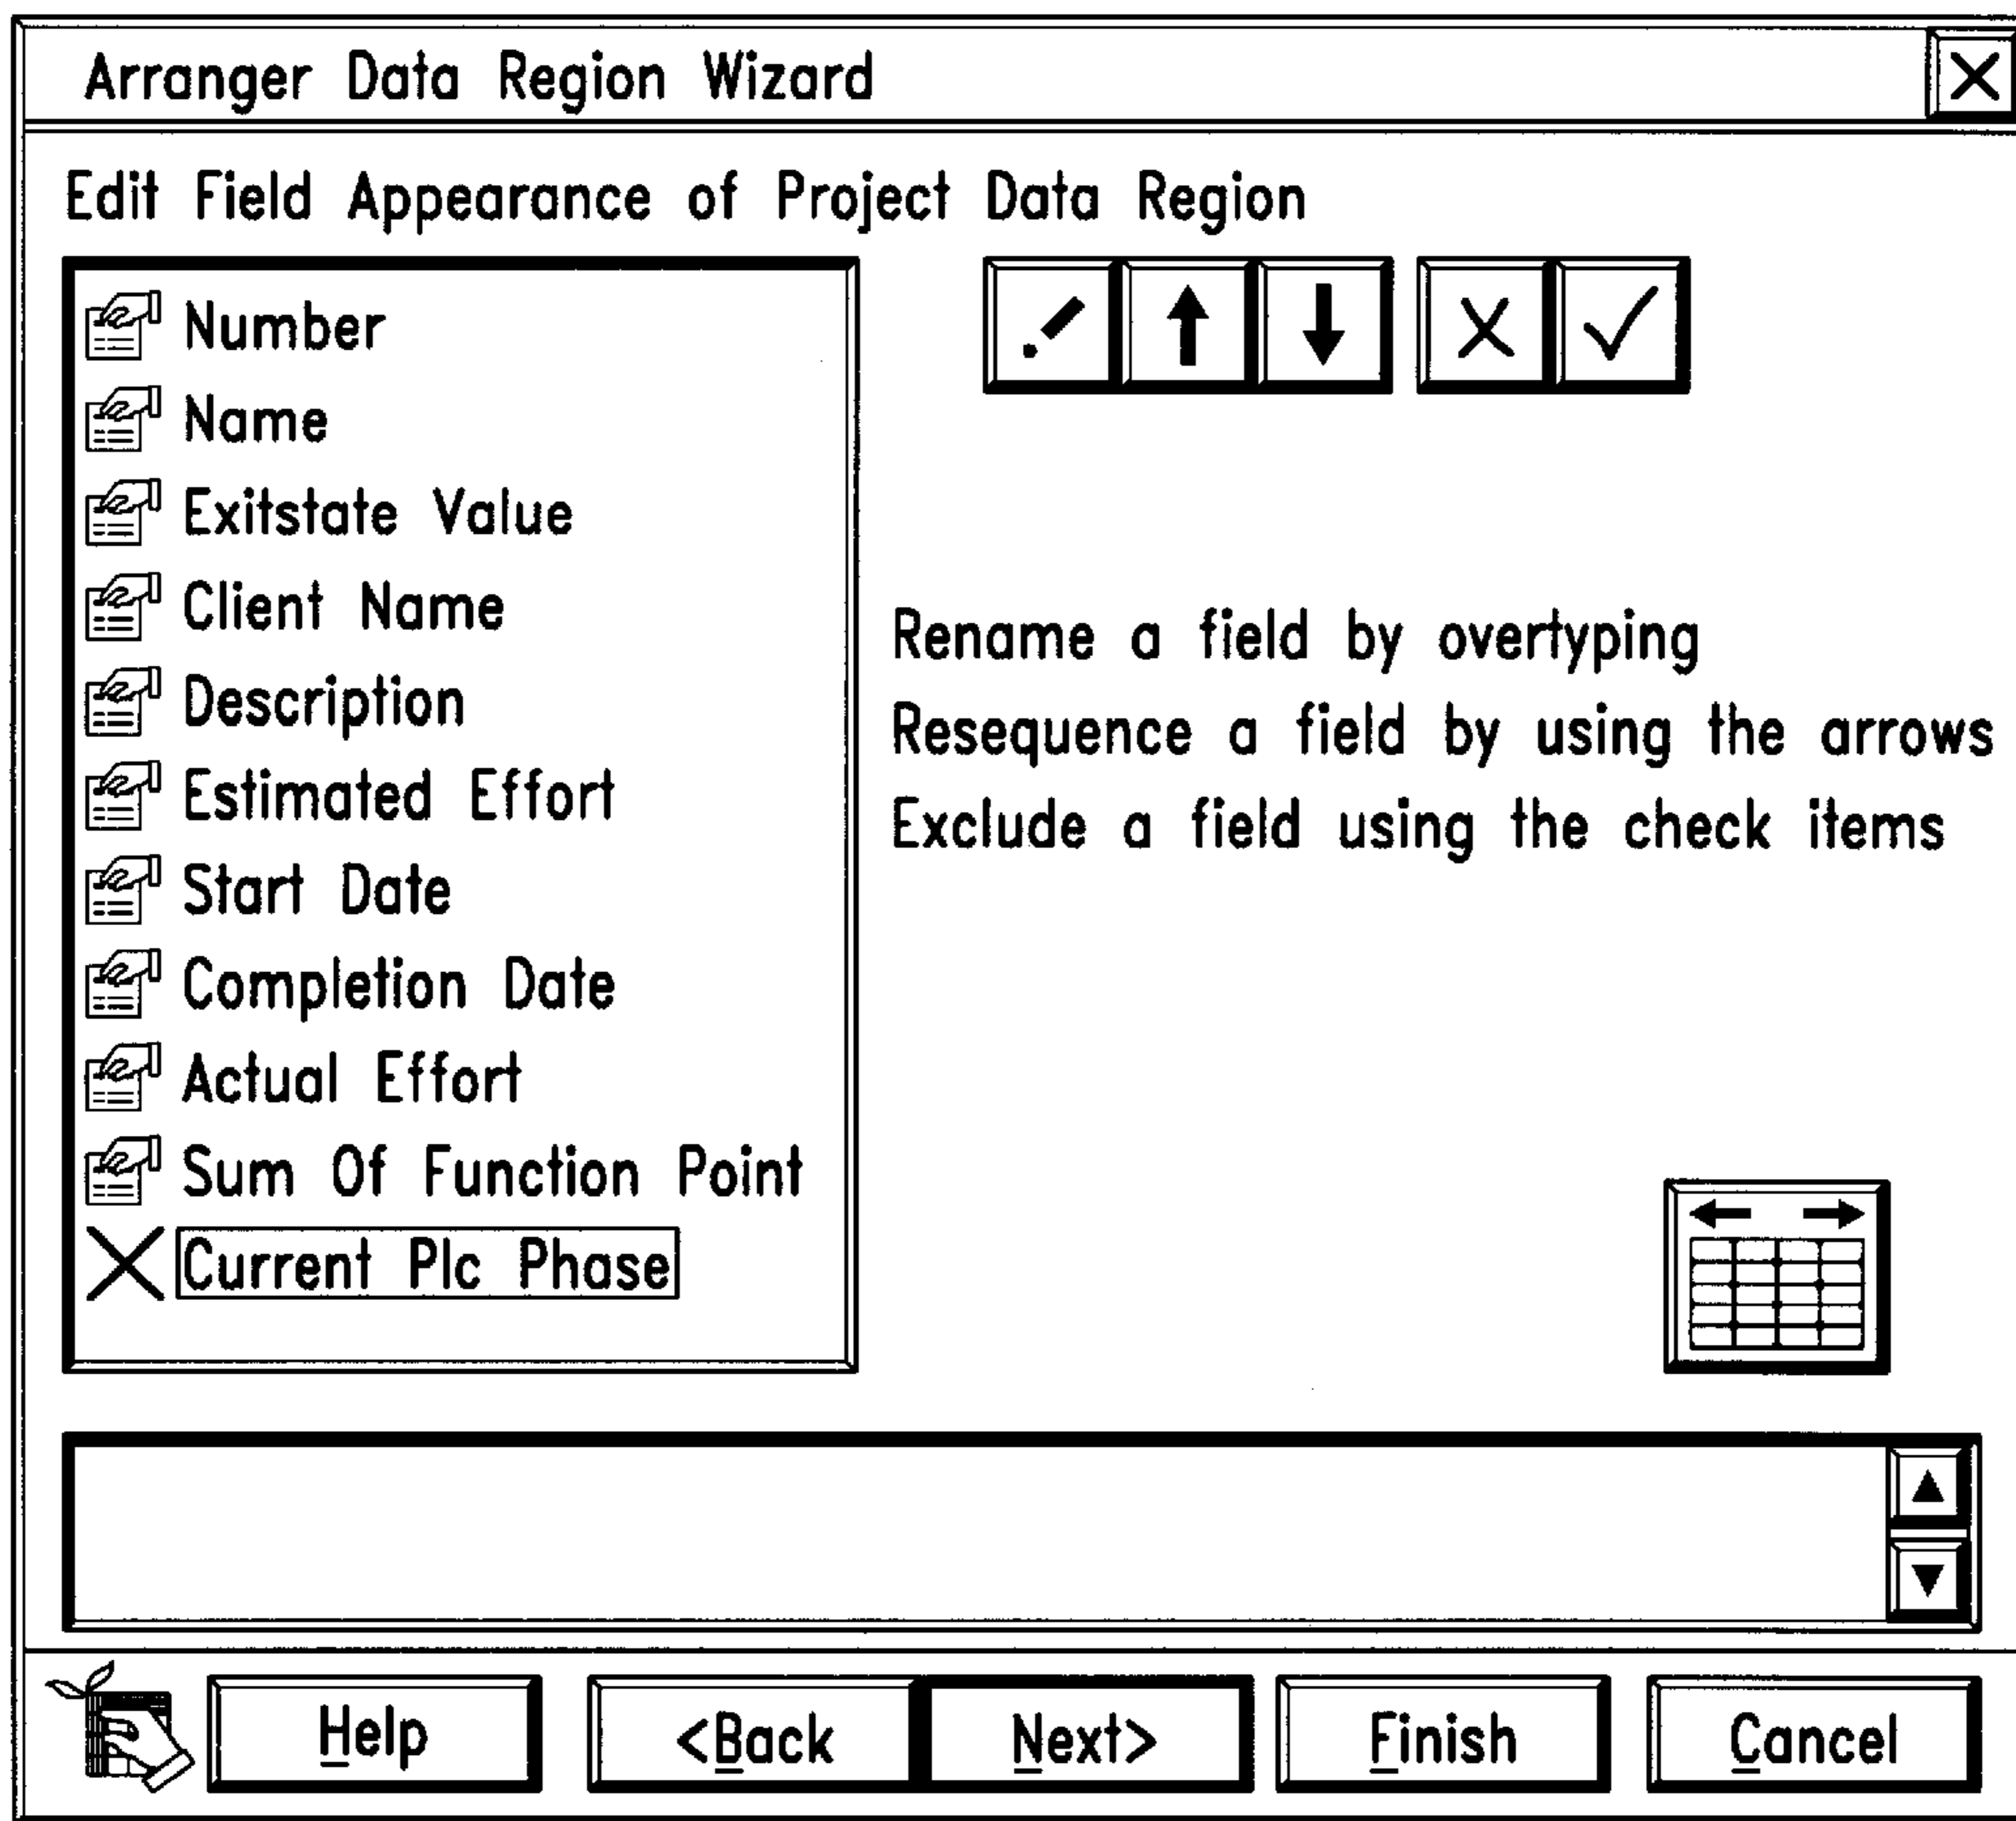 Arranger Data Region Wizard
Edit Field Appearance of Project Data Region
Number
Name
Exitstate Value
Client Name
Description
Estimated Effort
Start Date
Completion Date
Actual Effort
Sum Of Function Point
Current Plc Phase
Rename a field by overtyping
Resequence a field by using the arrows
Exclude a field using the check items
Help
<Back
Next>
Finish
Cancel